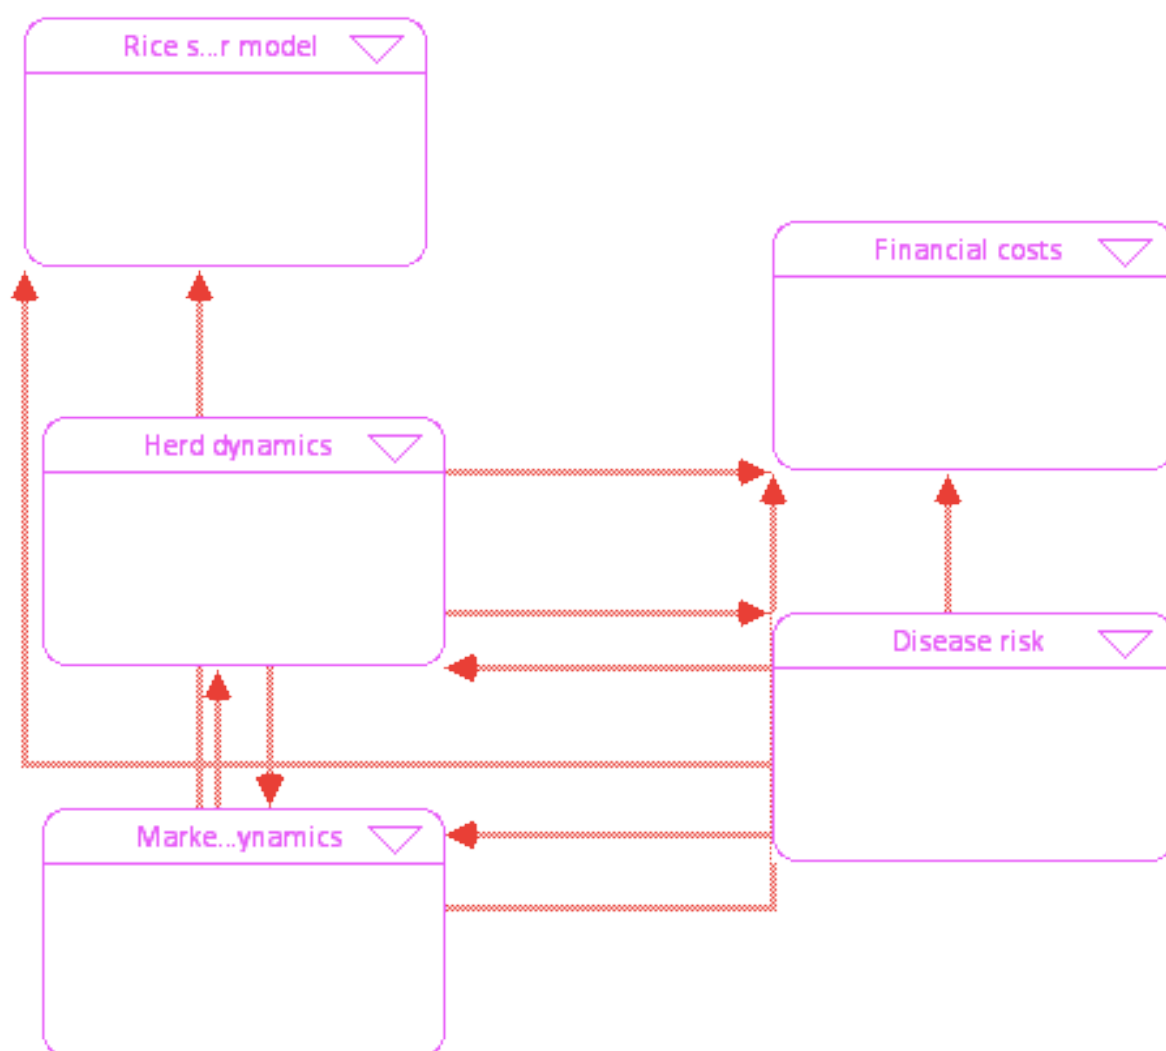 Rice s...r model
Financial costs
Herd dynamics
Disease risk
Marke...ynamics